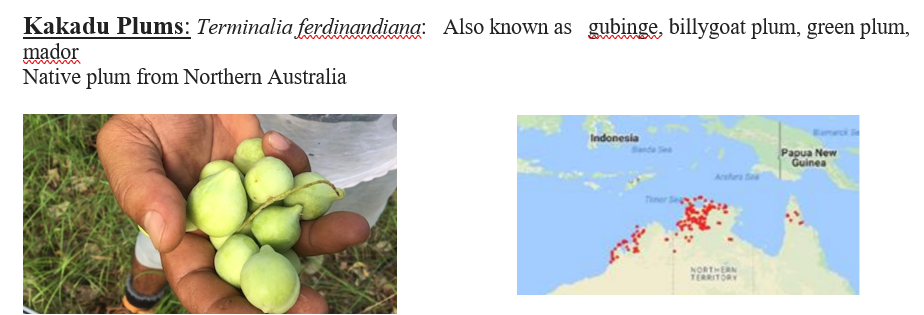 Kakadu Plums: Terminalia ferdinandiana: Also known as gubinge, billygoat plum, green plum,
mador
Native plum from Northern Australia
Indonesia
Banda Sea
Bismarck Se
Papua New
Guinea
Arafura Sea
Timor Sea
NORTHERN
TERRITORY